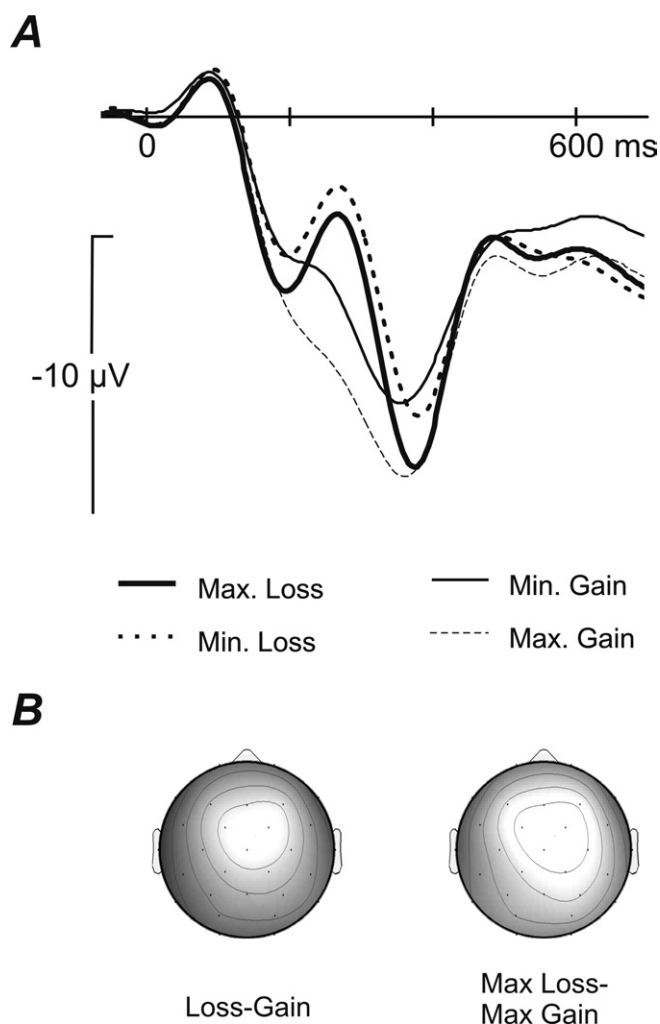 A
0
600 ms
-10 µV
Max. Loss
Min. Gain
Min. Loss
Max. Gain
B
Loss-Gain
Max Loss-
Max Gain